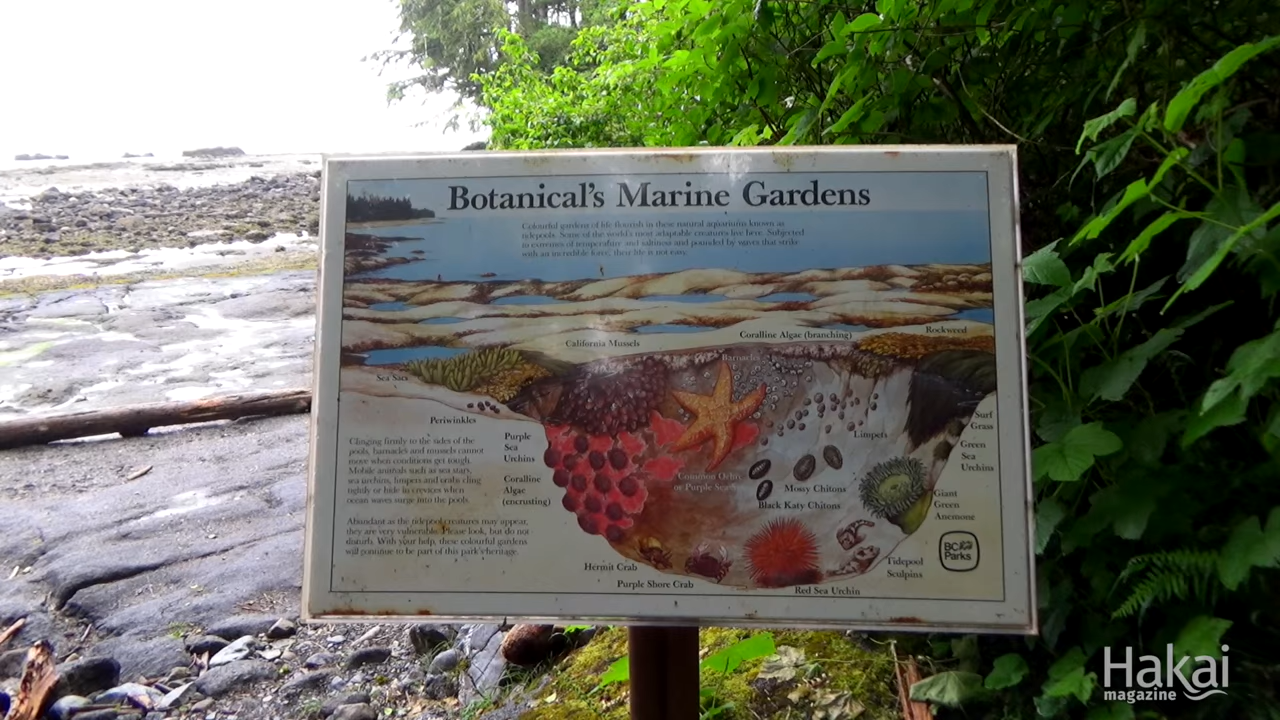 Botanical's Marine Gardens
Colourful gardens of life flourish in these natural aquariums known as
tidepools. Some of the world's most adaptable creatures live here. Subjected
to extremes of temperature and saltiness and pounded by waves that strike
with an incredible force, their life is not easy.
Rockweed
Coralline Algae (branching)
California Mussels
Barnacles
Sea Sacs
Periwinkles
Surf
Grass
Limpets
Purple
Sea
Urchins
Green
Sea
Urchins
Clinging firmly to the sides of the
pools, barnacles and mussels cannot
move when conditions get tough.
Mobile animals such as sea stars,
sea urchins, limpets and crabs cling
tightly or hide in crevices when
ocean waves surge into the pools.
Coralline
Algae
(encrusting)
Common Ochre
or Purple Sea
Mossy Chitons
Black Katy Chitons
Giant
Green
Anemone
Abundant as the tidepool creatures may appear,
they are very vulnerable. Please look, but do not
disturb. With your help, these colourful gardens
will continue to be part of this park's heritage.
BC
Parks
Hermit Crab
Tidepool
Sculpins
Purple Shore Crab
Red Sea Urchin
HAKAI
magazine